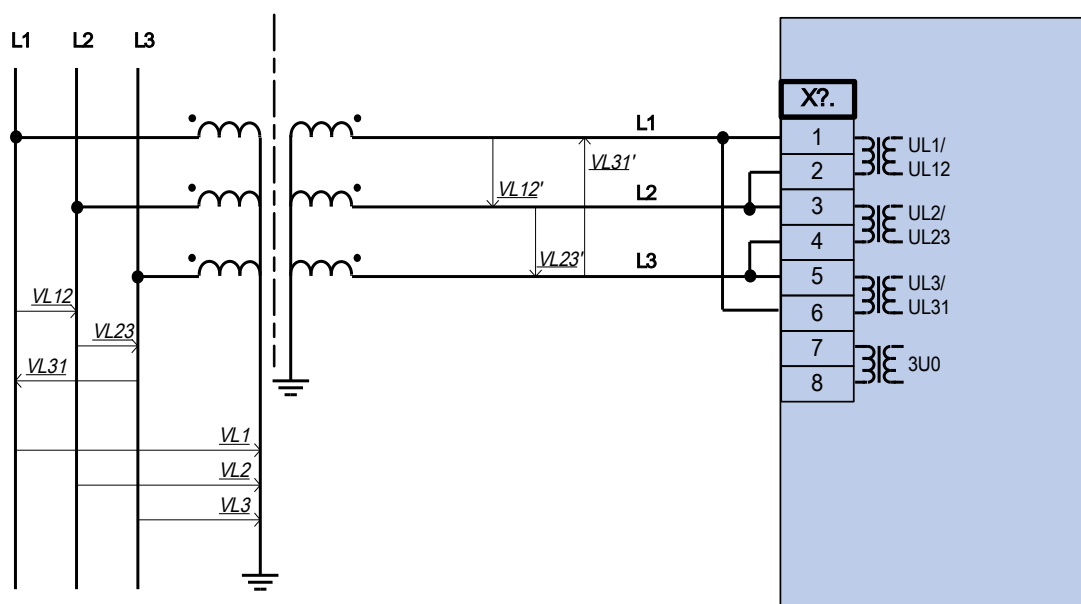 L1 L2 L3
X?.
L1
1
UL1/
UL12
2
VL31'
VL12'
L2
3
UL2/
UL23
4
VL23'
L3
5
UL3/
UL31
VL12
6
VL23
7
3U0
VL31
8
VL1
VL2
VL3